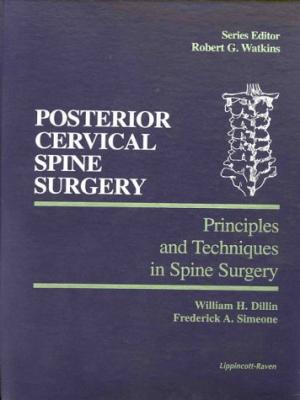 Series Editor
Robert G. Watkins
POSTERIOR
CERVICAL
SPINE
SURGERY
Principles
and Techniques
in Spine Surgery
William H. Dillin
Frederick A. Simeone
Lippincott-Raven